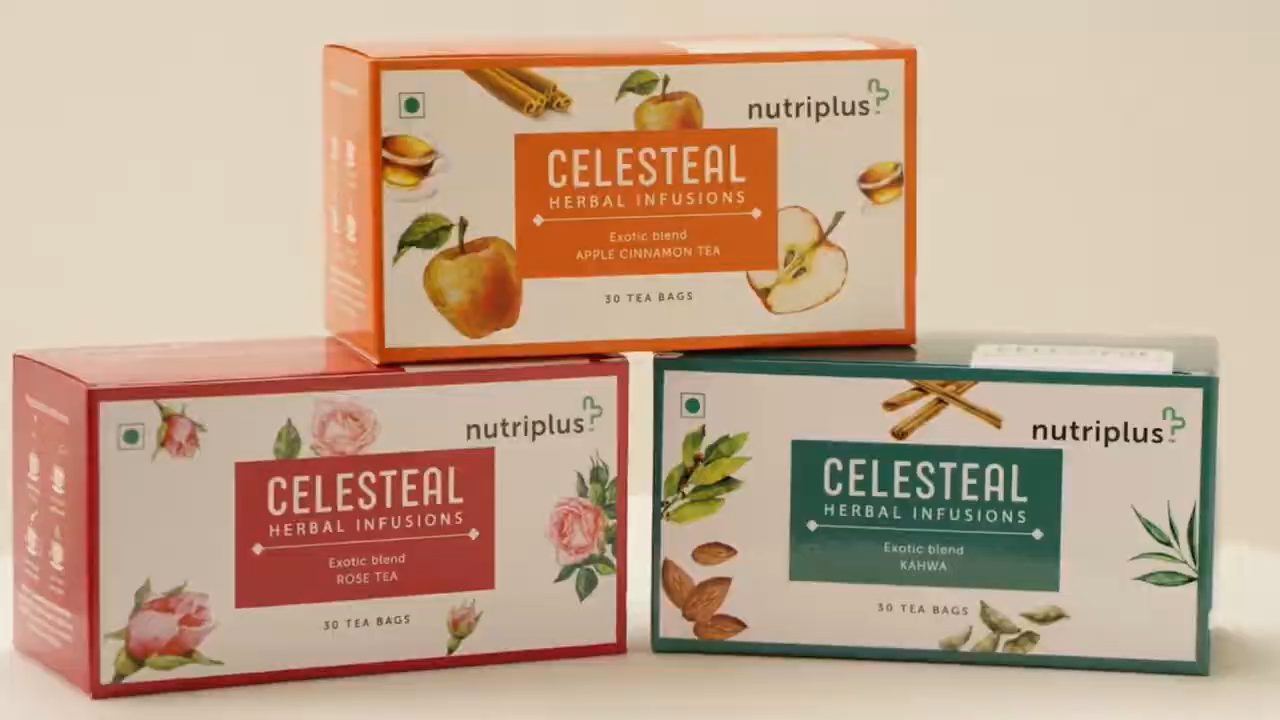 nutriplus
CELESTEAL
HERBAL INFUSIONS
Exotic blend
APPLE CINNAMON TEA
30 TEA BAGS
nutriplus
CELESTEAL
HERBAL INFUSIONS
Exotic blend
ROSE TEA
30 TEA BAGS
nutriplus
CELESTEAL
HERBAL INFUSIONS
Exotic blend
KAHWA
30 TEA BAGS